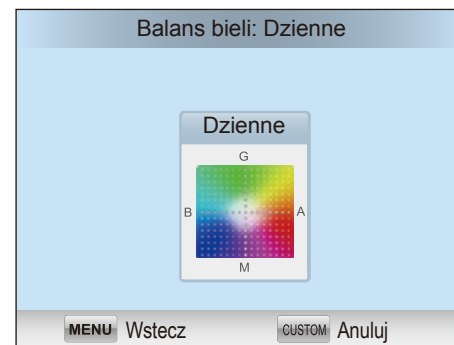 Balans bieli: Dzienne
Dzienne
G
B A
M
MENU Wstecz CUSTOM Anuluj